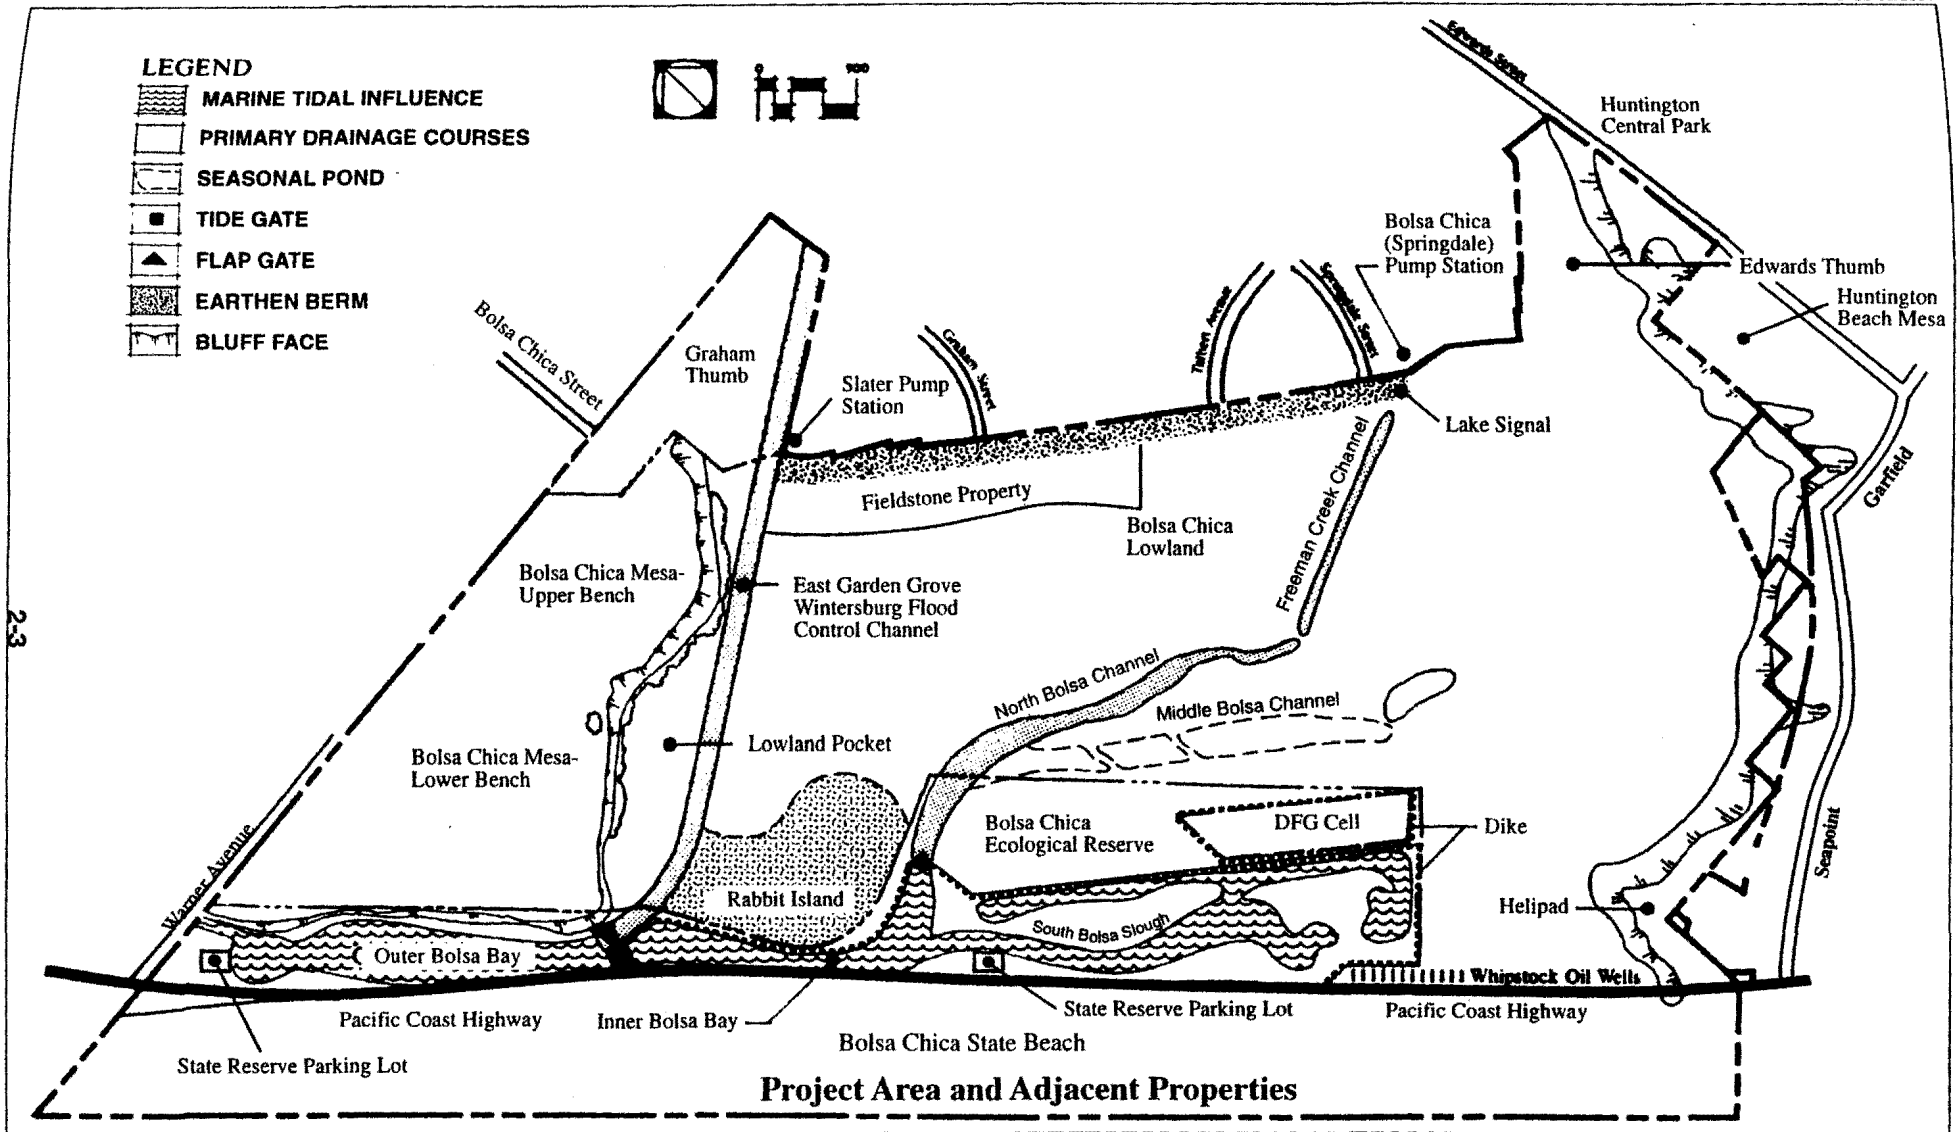 LEGEND
MARINE TIDAL INFLUENCE
PRIMARY DRAINAGE COURSES
SEASONAL POND
TIDE GATE
FLAP GATE
EARTHEN BERM
BLUFF FACE
0
900
Edwards Street
Huntington
Central Park
Bolsa Chica
(Springdale)
Pump Station
Edwards Thumb
Huntington
Beach Mesa
Bolsa Chica Street
Graham
Thumb
Slater Pump
Station
Graham Street
Springdale Street
Lake Signal
Garfield
Fieldstone Property
Bolsa Chica
Lowland
Freeman Creek Channel
Bolsa Chica Mesa-
Upper Bench
East Garden Grove
Wintersburg Flood
Control Channel
2-3
North Bolsa Channel
Middle Bolsa Channel
Lowland Pocket
Bolsa Chica Mesa-
Lower Bench
Bolsa Chica
Ecological Reserve
DFG Cell
Dike
Seapoint
Warner Avenue
Rabbit Island
Helipad
South Bolsa Slough
Outer Bolsa Bay
Whipstock Oil Wells
Pacific Coast Highway
Inner Bolsa Bay
State Reserve Parking Lot
Pacific Coast Highway
Bolsa Chica State Beach
State Reserve Parking Lot
Project Area and Adjacent Properties